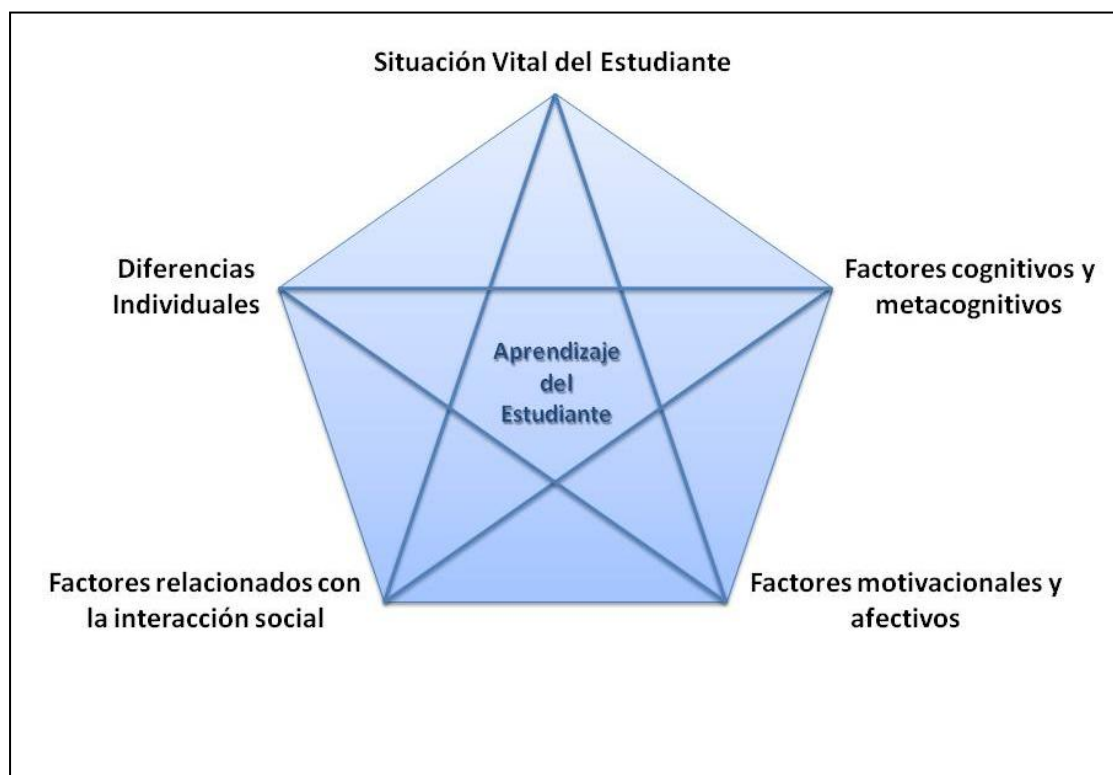 Situación Vital del Estudiante
Diferencias
Individuales
Factores cognitivos y
metacognitivos
Aprendizaje
del
Estudiante
Factores relacionados con
la interacción social
Factores motivacionales y
afectivos